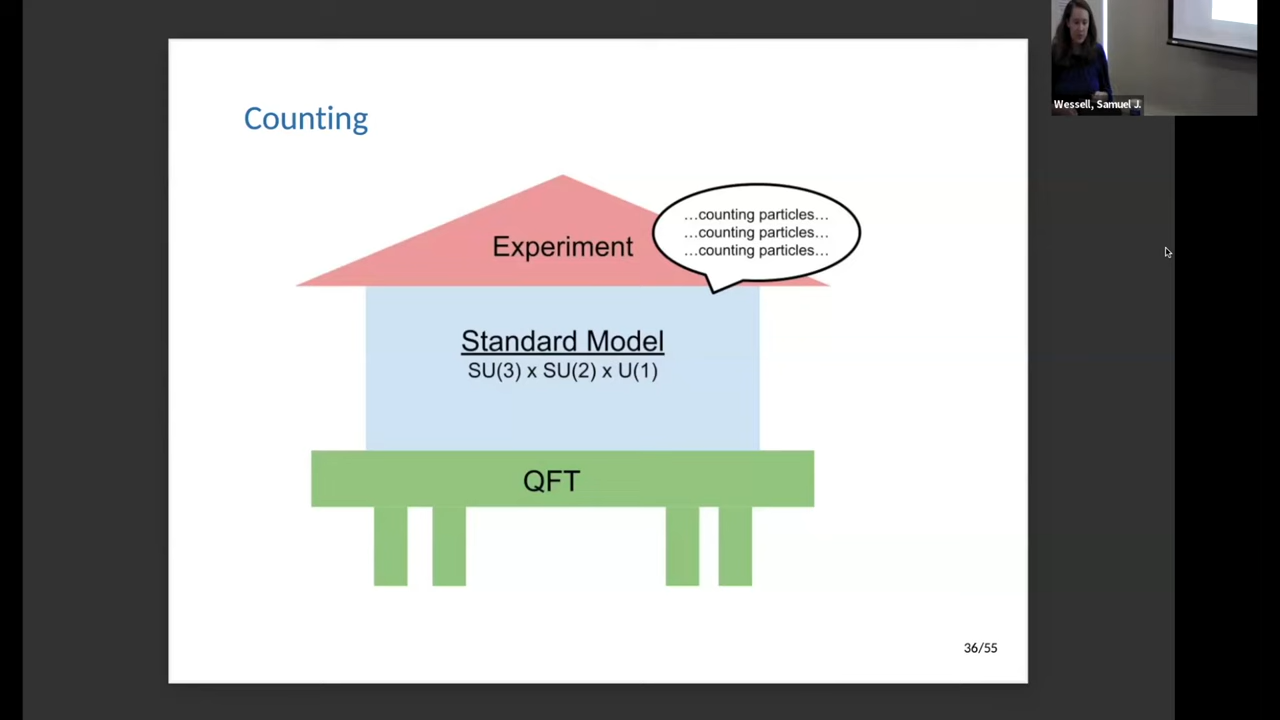 Counting
Experiment
…counting particles…
…counting particles…
…counting particles…
Standard Model
SU(3) x SU(2) x U(1)
QFT
36/55
Wessell, Samuel J.